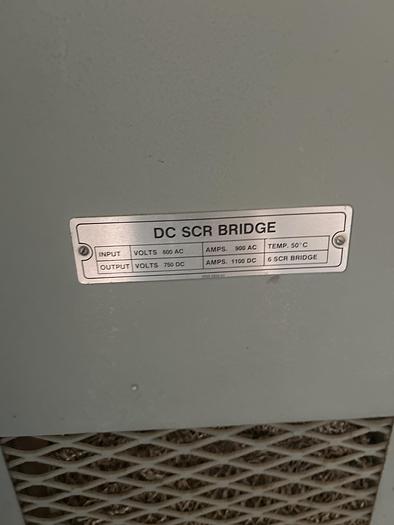 DC SCR BRIDGE
INPUT VOLTS 600 AC AMPS. 900 AC TEMP. 50°C
OUTPUT VOLTS 750 DC AMPS. 1100 DC 6 SCR BRIDGE